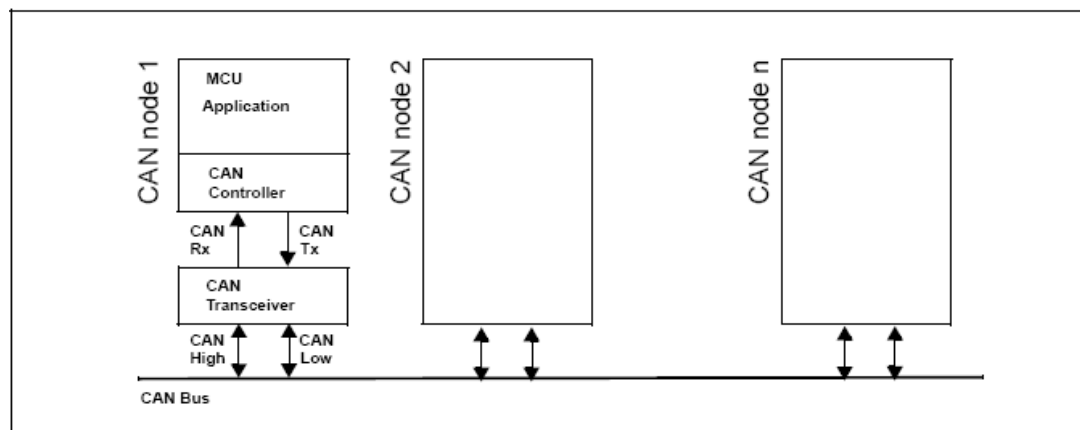 CAN node 1
MCU
Application
CAN
Controller
CAN
Rx
CAN
Tx
CAN
Transceiver
CAN
High
CAN
Low
CAN node 2
CAN node n
CAN Bus